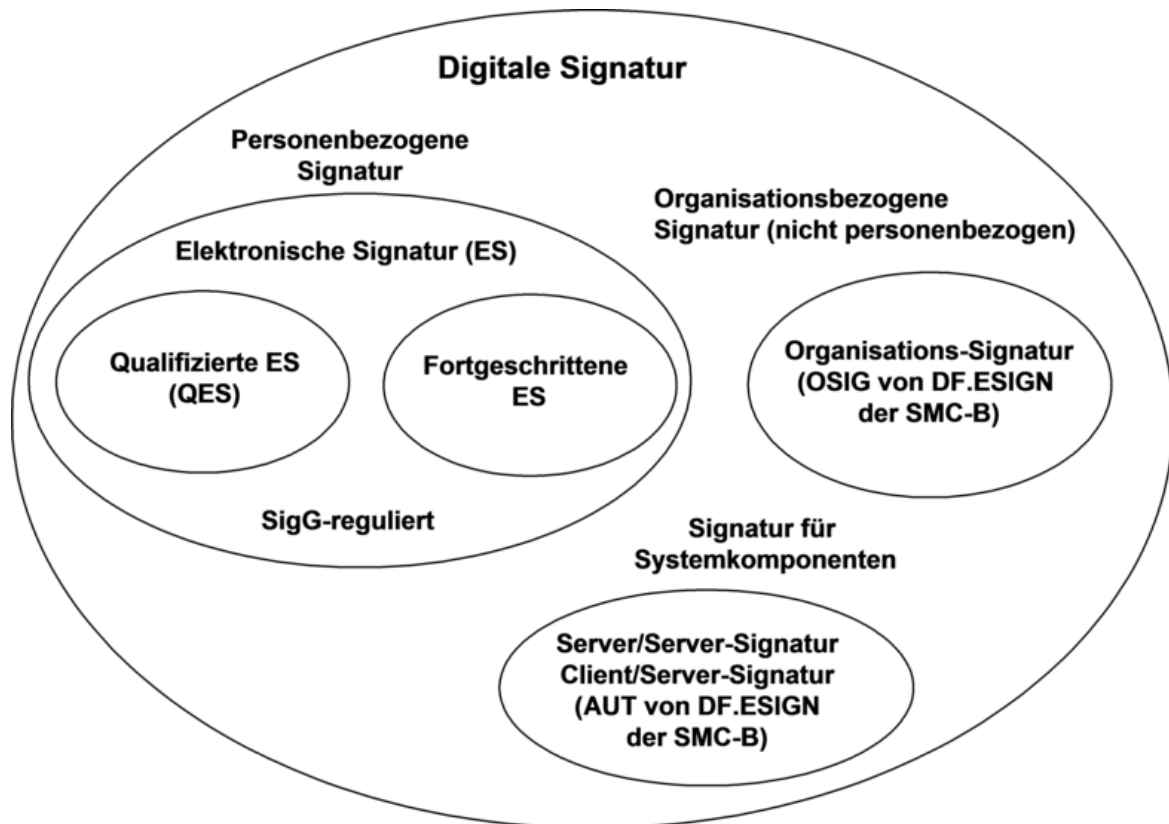 Digitale Signatur
Personenbezogene
Signatur
Elektronische Signatur (ES)
Qualifizierte ES
(QES)
Fortgeschrittene
ES
SigG-reguliert
Organisationsbezogene
Signatur (nicht personenbezogen)
Organisations-Signatur
(OSIG von DF.ESIGN
der SMC-B)
Signatur für
Systemkomponenten
Server/Server-Signatur
Client/Server-Signatur
(AUT von DF.ESIGN
der SMC-B)